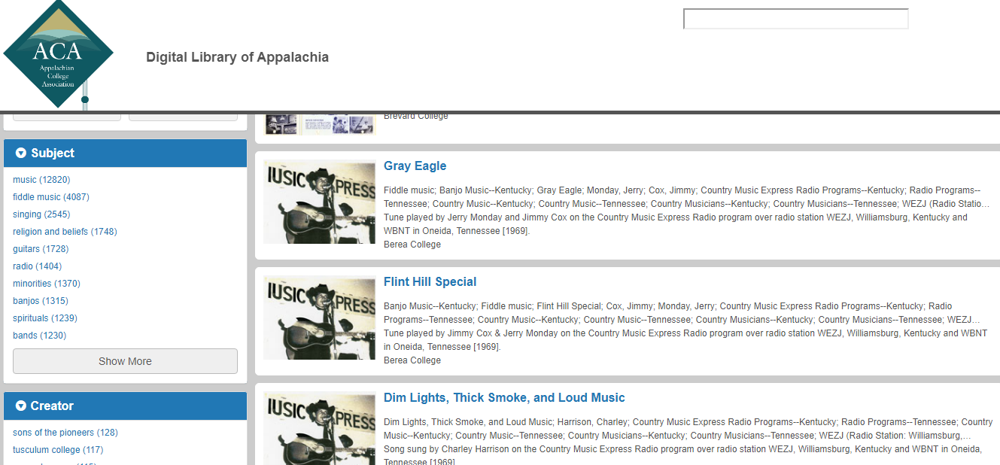 ACA
Appalachian
College
Association
Digital Library of Appalachia
Brevard College
Subject
music (12820)
fiddle music (4087)
singing (2545)
religion and beliefs (1748)
guitars (1728)
radio (1404)
minorities (1370)
banjos (1315)
spirituals (1239)
bands (1230)
Show More
Creator
sons of the pioneers (128)
tusculum college (117)
IUSIC
PRESS
Gray Eagle
Fiddle music; Banjo Music--Kentucky; Gray Eagle; Monday, Jerry; Cox, Jimmy; Country Music Express Radio Programs--Kentucky; Radio Programs--
Tennessee; Country Music--Kentucky; Country Music--Tennessee; Country Musicians--Kentucky; Country Musicians--Tennessee; WEZJ (Radio Statio…
Tune played by Jerry Monday and Jimmy Cox on the Country Music Express Radio program over radio station WEZJ, Williamsburg, Kentucky and
WBNT in Oneida, Tennessee [1969].
Berea College
IUSIC
PRESS
Flint Hill Special
Banjo Music--Kentucky; Fiddle music; Flint Hill Special; Cox, Jimmy; Monday, Jerry; Country Music Express Radio Programs--Kentucky; Radio
Programs--Tennessee; Country Music--Kentucky; Country Music--Tennessee; Country Musicians--Kentucky; Country Musicians--Tennessee; WEZJ…
Tune played by Jimmy Cox & Jerry Monday on the Country Music Express Radio program over radio station WEZJ, Williamsburg, Kentucky and WBNT
in Oneida, Tennessee [1969].
Berea College
IUSIC
PRESS
Dim Lights, Thick Smoke, and Loud Music
Dim Lights, Thick Smoke, and Loud Music; Harrison, Charley; Country Music Express Radio Programs--Kentucky; Radio Programs--Tennessee; Country
Music--Kentucky; Country Music--Tennessee; Country Musicians--Kentucky; Country Musicians--Tennessee; WEZJ (Radio Station: Williamsburg,…
Song sung by Charley Harrison on the Country Music Express Radio program over radio station WEZJ, Williamsburg, Kentucky and WBNT in Oneida,
Tennessee [1969]